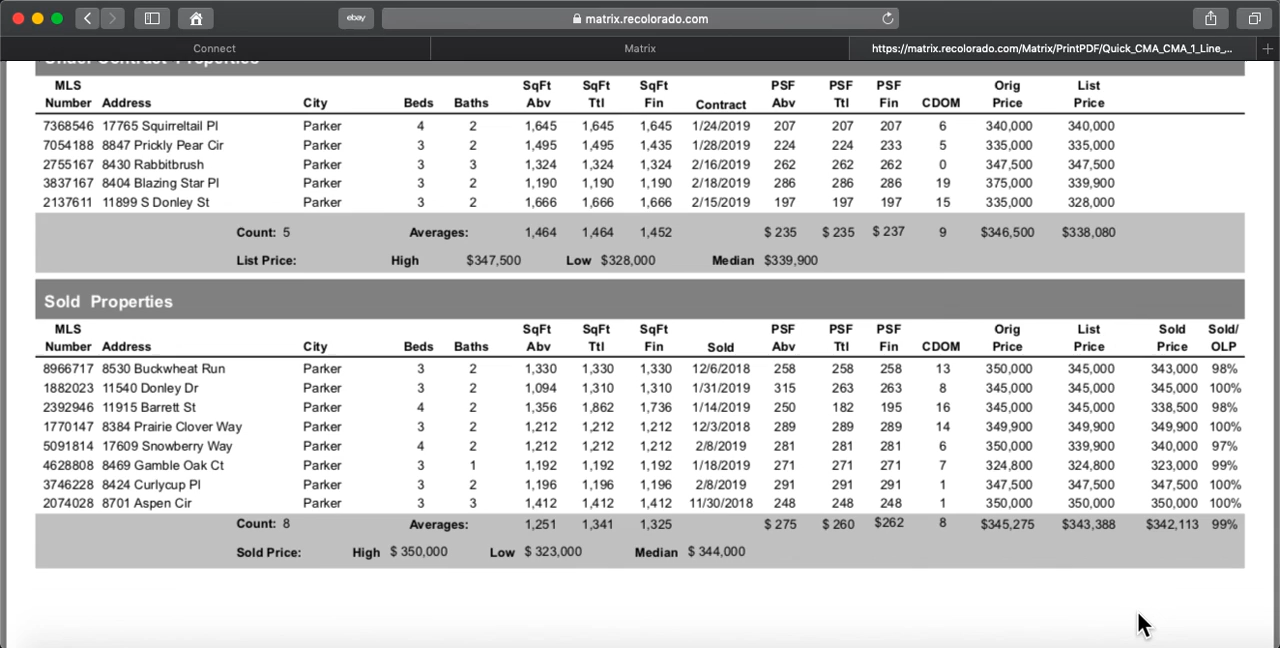 ebay
matrix.recolorado.com
Connect Matrix https://matrix.recolorado.com/Matrix/PrintPDF/Quick_CMA_CMA_1_Line_...
Under Contract Properties
MLS SqFt SqFt SqFt PSF PSF PSF Orig List
Number Address City Beds Baths Abv Ttl Fin Contract Abv Ttl Fin CDOM Price Price
7368546 17765 Squirreltail Pl Parker 4 2 1,645 1,645 1,645 1/24/2019 207 207 207 6 340,000 340,000
7054188 8847 Prickly Pear Cir Parker 3 2 1,495 1,495 1,435 1/28/2019 224 224 233 5 335,000 335,000
2755167 8430 Rabbitbrush Parker 3 3 1,324 1,324 1,324 2/16/2019 262 262 262 0 347,500 347,500
3837167 8404 Blazing Star Pl Parker 3 2 1,190 1,190 1,190 2/18/2019 286 286 286 19 375,000 339,900
2137611 11899 S Donley St Parker 3 2 1,666 1,666 1,666 2/15/2019 197 197 197 15 335,000 328,000
Count: 5 Averages: 1,464 1,464 1,452 $ 235 $ 235 $ 237 9 $346,500 $338,080
List Price: High $347,500 Low $328,000 Median $339,900
Sold Properties
MLS SqFt SqFt SqFt PSF PSF PSF Orig List Sold Sold/
Number Address City Beds Baths Abv Ttl Fin Sold Abv Ttl Fin CDOM Price Price Price OLP
8966717 8530 Buckwheat Run Parker 3 2 1,330 1,330 1,330 12/6/2018 258 258 258 13 350,000 345,000 343,000 98%
1882023 11540 Donley Dr Parker 3 2 1,094 1,310 1,310 1/31/2019 315 263 263 8 345,000 345,000 345,000 100%
2392946 11915 Barrett St Parker 4 2 1,356 1,862 1,736 1/14/2019 250 182 195 16 345,000 345,000 338,500 98%
1770147 8384 Prairie Clover Way Parker 3 2 1,212 1,212 1,212 12/3/2018 289 289 289 14 349,900 349,900 349,900 100%
5091814 17609 Snowberry Way Parker 4 2 1,212 1,212 1,212 2/8/2019 281 281 281 6 350,000 339,900 340,000 97%
4628808 8469 Gamble Oak Ct Parker 3 1 1,192 1,192 1,192 1/18/2019 271 271 271 7 324,800 324,800 323,000 99%
3746228 8424 Curlycup Pl Parker 3 2 1,196 1,196 1,196 2/8/2019 291 291 291 1 347,500 347,500 347,500 100%
2074028 8701 Aspen Cir Parker 3 3 1,412 1,412 1,412 11/30/2018 248 248 248 1 350,000 350,000 350,000 100%
Count: 8 Averages: 1,251 1,341 1,325 $ 275 $ 260 $262 8 $345,275 $343,388 $342,113 99%
Sold Price: High $ 350,000 Low $ 323,000 Median $ 344,000